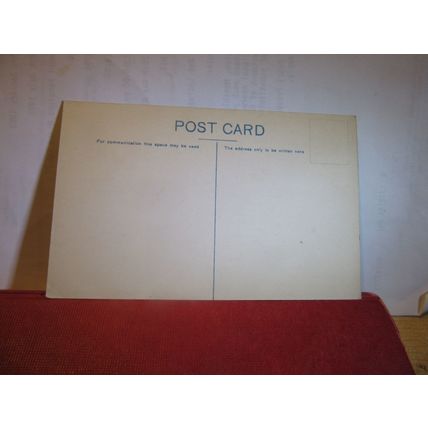 POST CARD
For communication this space may be used
The address only to be written here